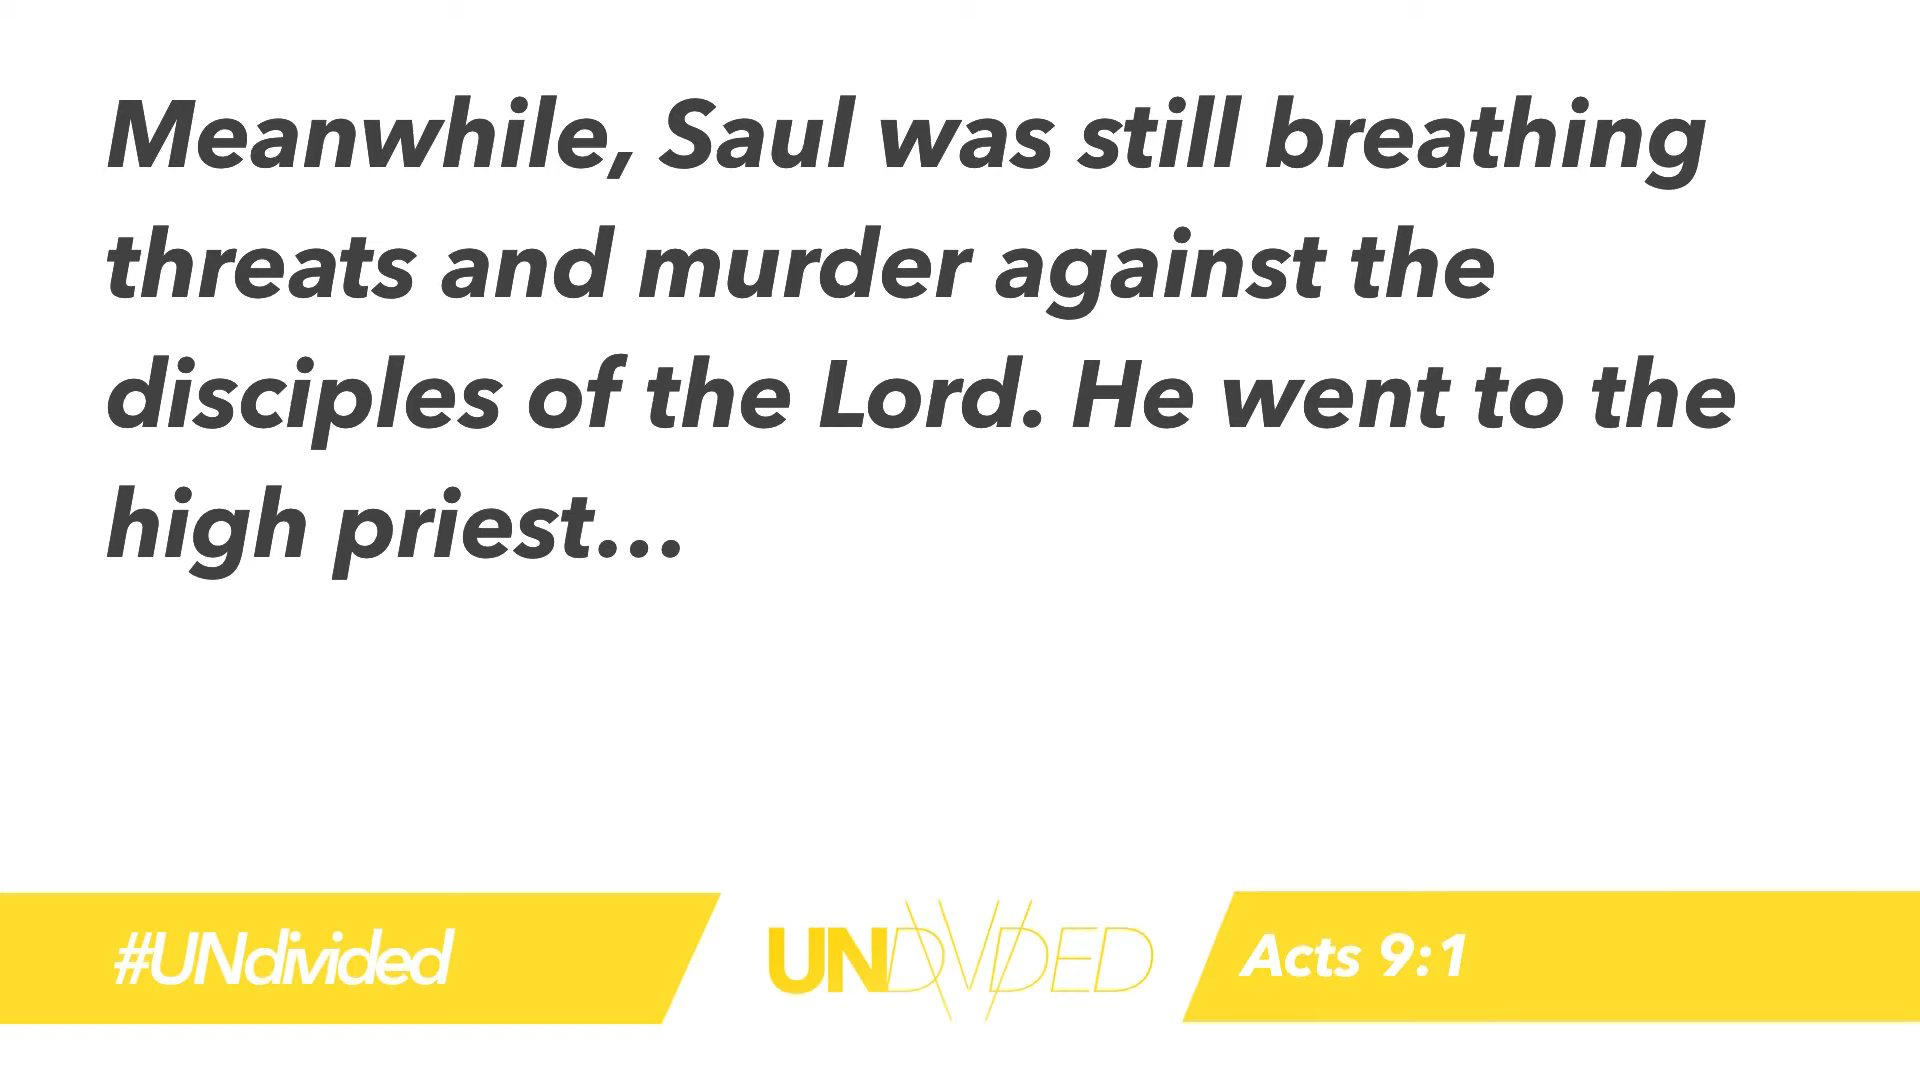 Meanwhile, Saul was still breathing
threats and murder against the
disciples of the Lord. He went to the
high priest…
#UNdivided
UNDIVIDED
Acts 9:1